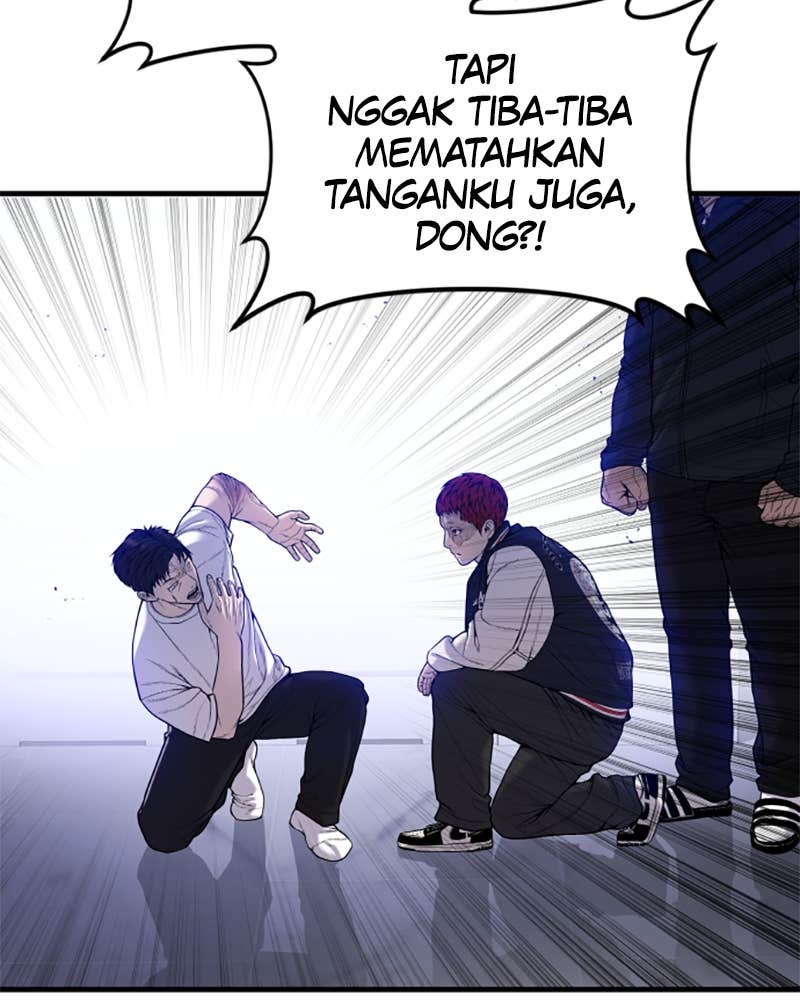 TAPI
NGGAK TIBA-TIBA
MEMATAHKAN
TANGANKU JUGA,
DONG?!